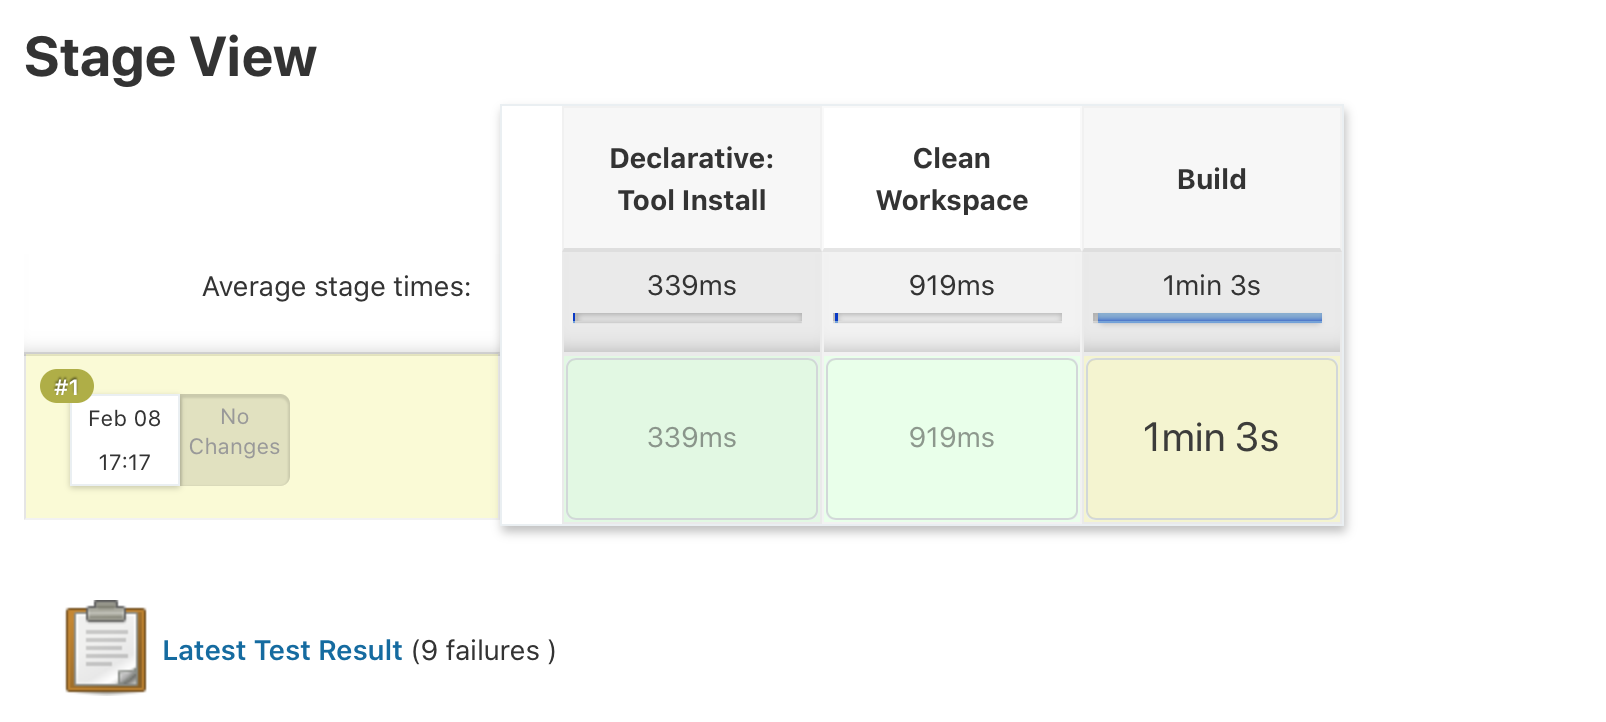 Stage View
Declarative:
Tool Install
Clean
Workspace
Build
Average stage times:
339ms
919ms
1min 3s
#1
Feb 08
17:17
No
Changes
339ms
919ms
1min 3s
Latest Test Result (9 failures )